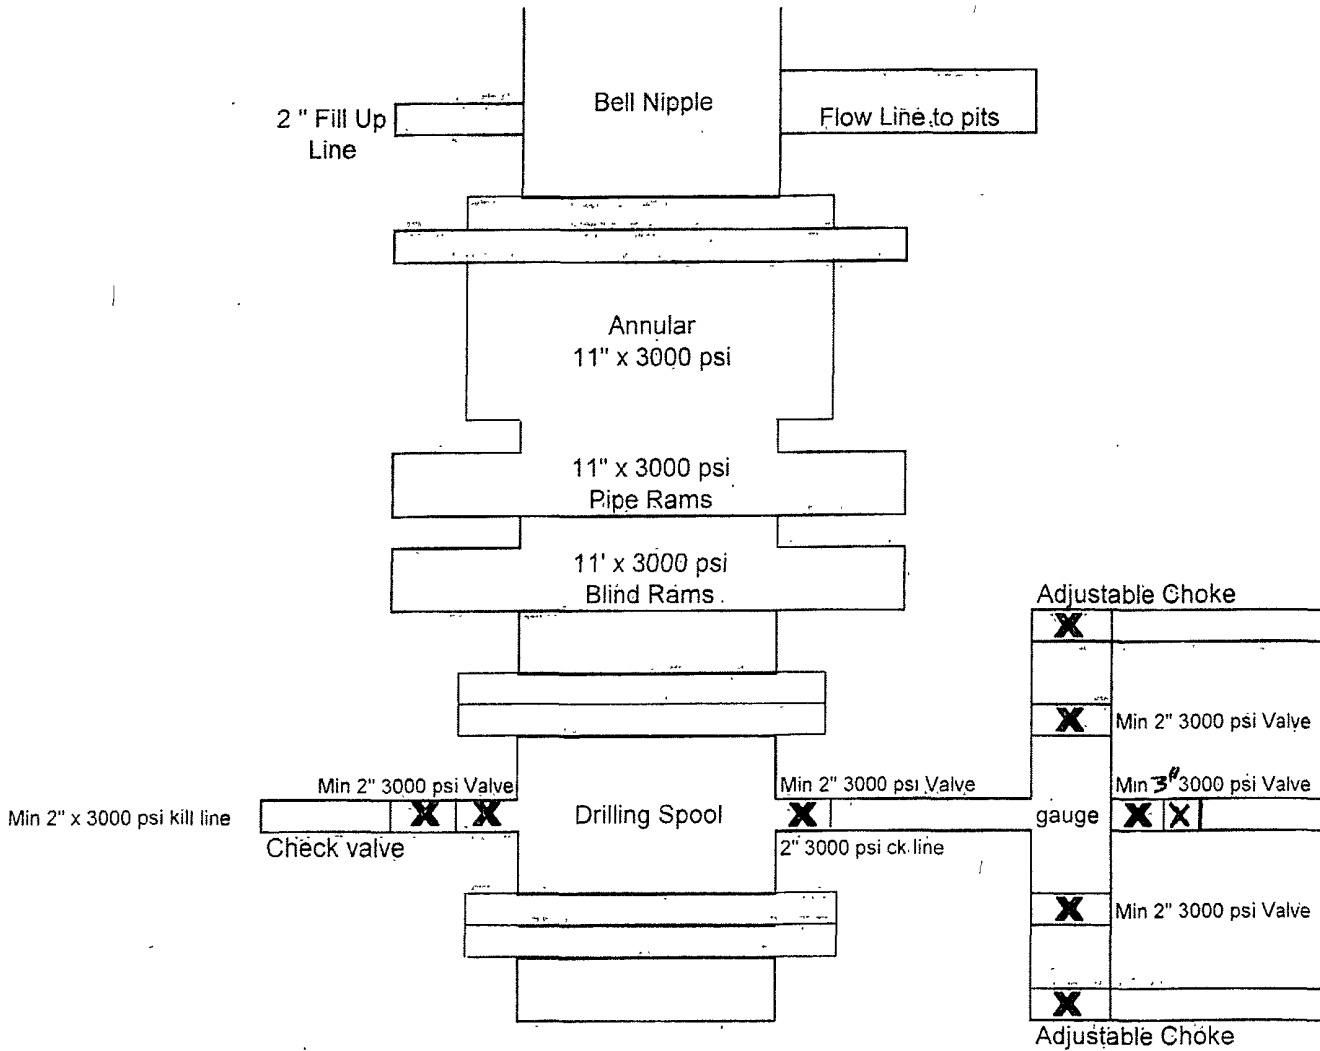 Bell Nipple
2 " Fill Up
Line
Flow Line to pits
Annular
11" x 3000 psi
11" x 3000 psi
Pipe Rams
11' x 3000 psi
Blind Rams
Adjustable Choke
Min 2" 3000 psi Valve
Min 2" 3000 psi Valve
Min 2" 3000 psi Valve
Min 3" 3000 psi Valve
Min 2" x 3000 psi kill line
Drilling Spool
gauge
Check valve
2" 3000 psi ck line
Min 2" 3000 psi Valve
Adjustable Choke